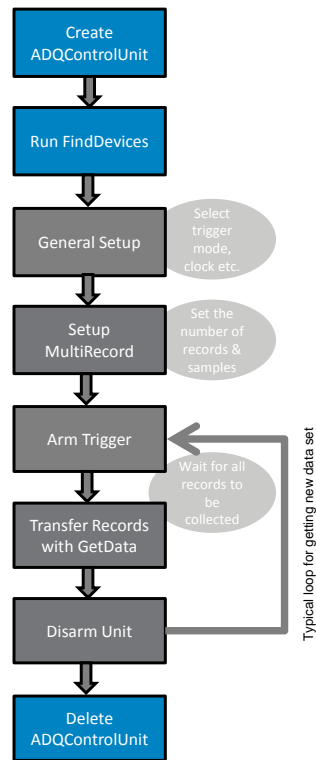 Create
ADQControlUnit
Run FindDevices
General Setup
Select
trigger
mode,
clock etc.
Setup
MultiRecord
Set the
number of
records &
samples
Arm Trigger
Wait for all
records to
be
collected
Transfer Records
with GetData
Disarm Unit
Typical loop for getting new data set
Delete
ADQControlUnit